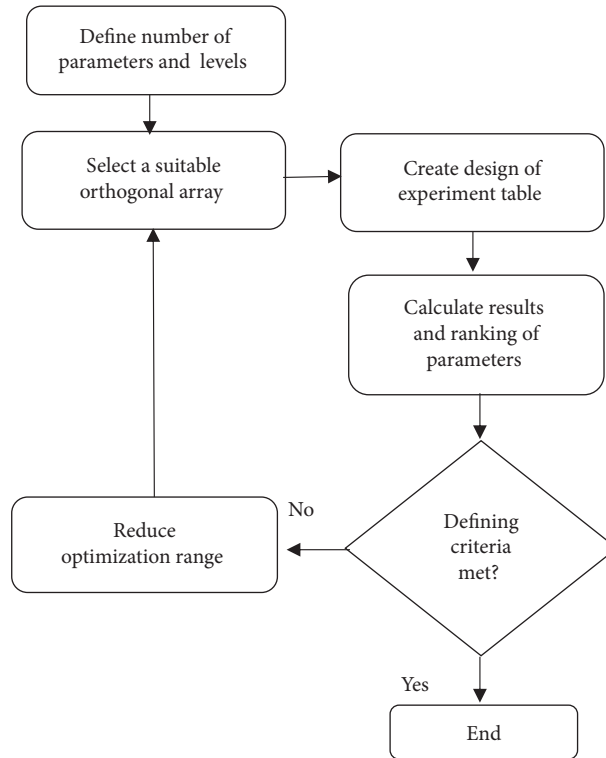 Define number of
parameters and levels
Select a suitable
orthogonal array
Create design of
experiment table
Calculate results
and ranking of
parameters
Defining
criteria
met?
No
Reduce
optimization range
Yes
End